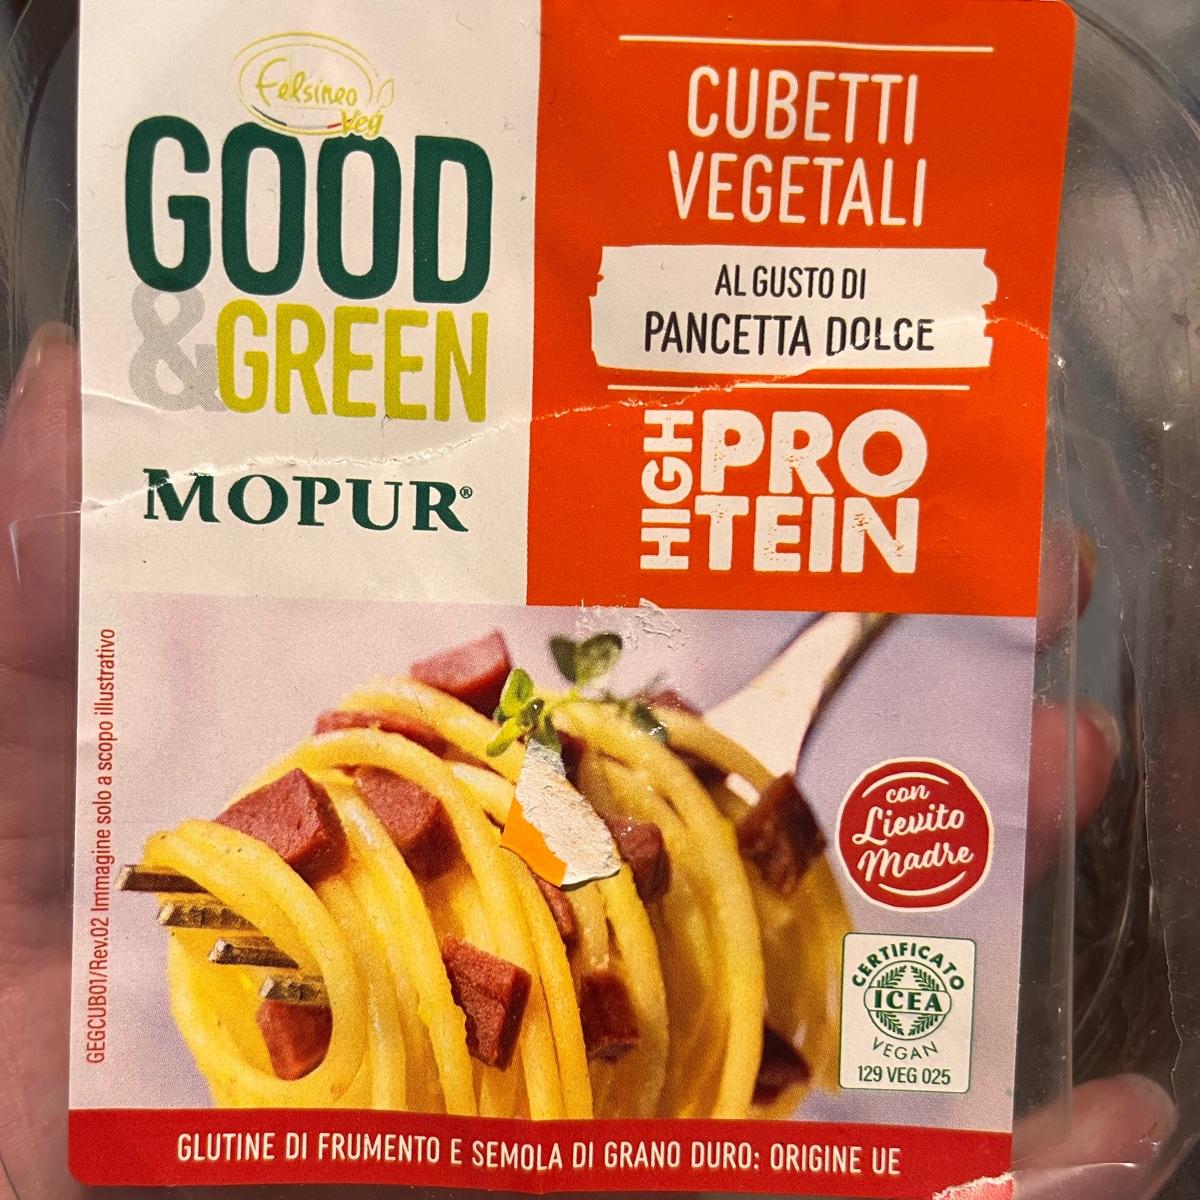 Felsineo
Veg
GOOD
&GREEN
MOPUR®
CUBETTI
VEGETALI
AL GUSTO DI
PANCETTA DOLCE
HIGH
PRO
TEIN
GEGCUB01/Rev.02 Immagine solo a scopo illustrativo
con
Lievito
Madre
CERTIFICATO
ICEA
VEGAN
129 VEG 025
GLUTINE DI FRUMENTO E SEMOLA DI GRANO DURO: ORIGINE UE